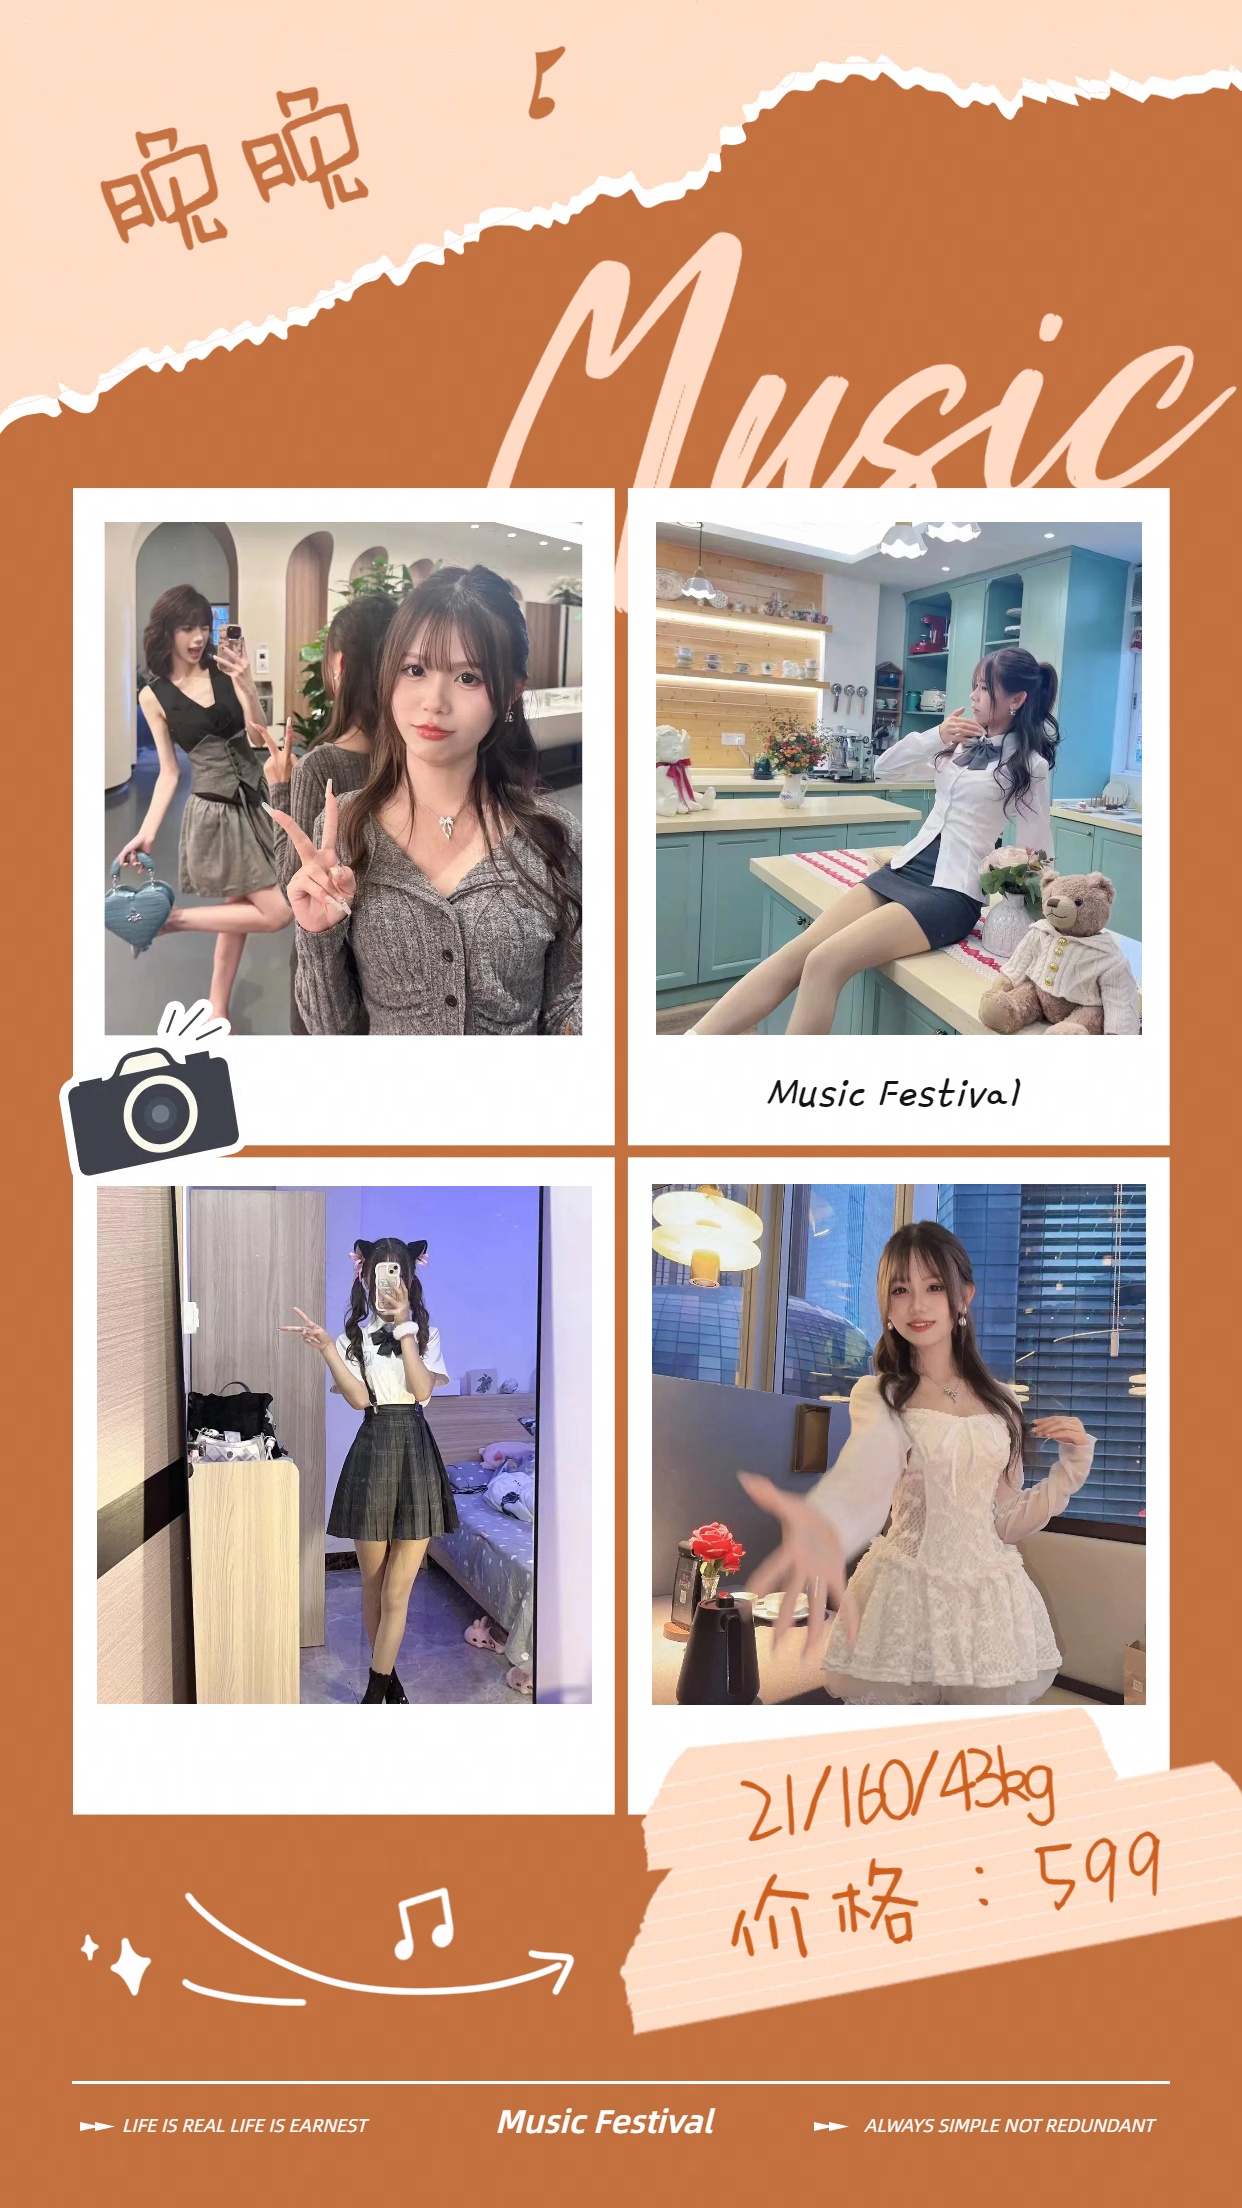 晚晚
Music
Music Festival
21/160/43kg
价格：599
LIFE IS REAL LIFE IS EARNEST
Music Festival
ALWAYS SIMPLE NOT REDUNDANT